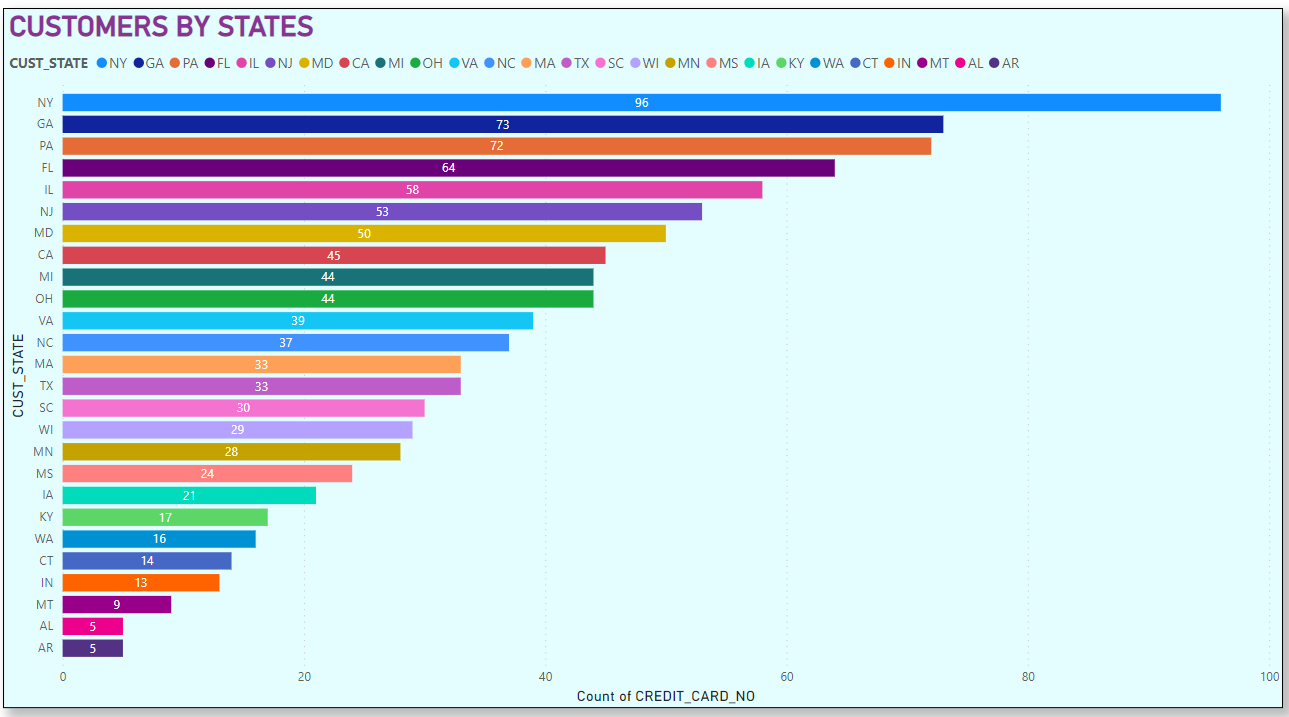 CUSTOMERS BY STATES
CUST_STATE NY GA PA FL IL NJ MD CA MI OH VA NC MA TX SC WI MN MS IA KY WA CT IN MT AL AR
NY 96
GA 73
PA 72
FL 64
IL 58
NJ 53
MD 50
CA 45
MI 44
OH 44
VA 39
NC 37
MA 33
TX 33
SC 30
WI 29
MN 28
MS 24
IA 21
KY 17
WA 16
CT 14
IN 13
MT 9
AL 5
AR 5
CUST_STATE
0 20 40 60 80 100
Count of CREDIT_CARD_NO